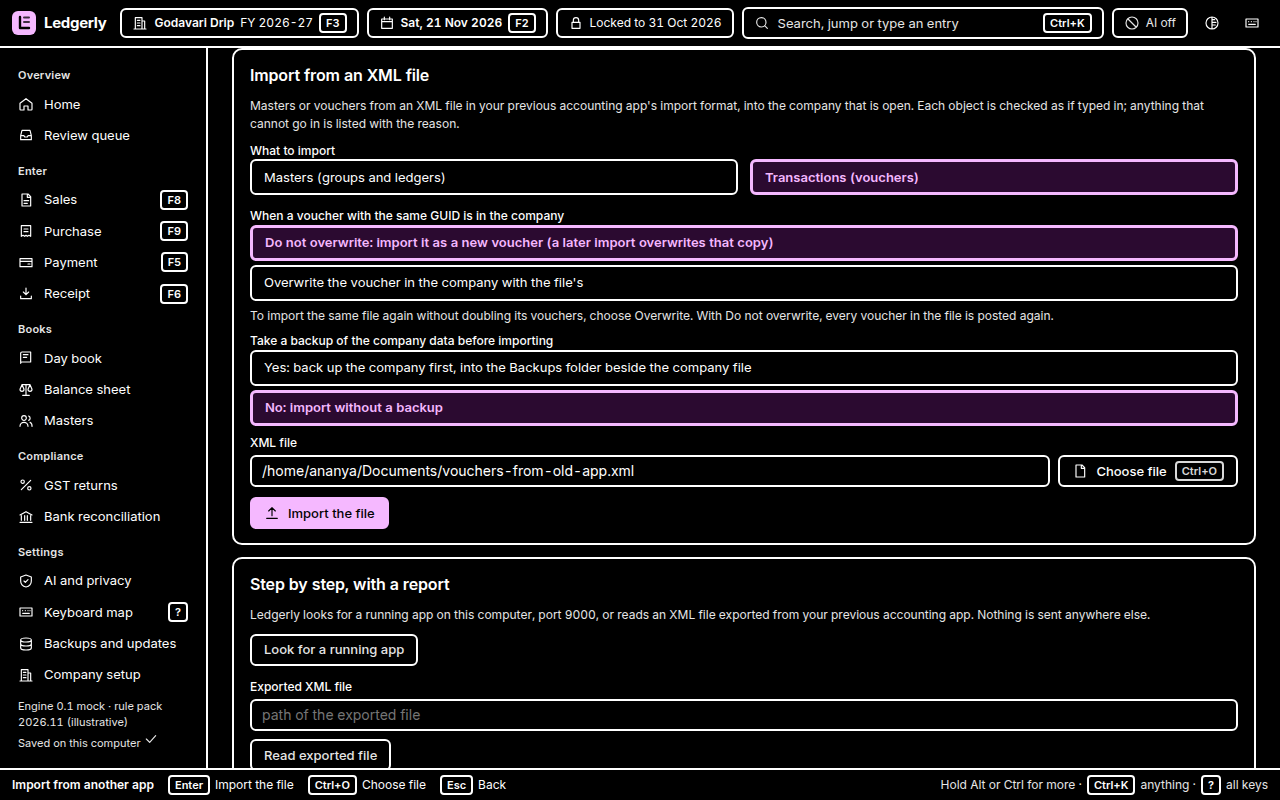 Ledgerly
Godavari Drip FY 2026-27 F3
Sat, 21 Nov 2026 F2
Locked to 31 Oct 2026
Search, jump or type an entry Ctrl+K
AI off
Overview
Home
Review queue
Enter
Sales F8
Purchase F9
Payment F5
Receipt F6
Books
Day book
Balance sheet
Masters
Compliance
GST returns
Bank reconciliation
Settings
AI and privacy
Keyboard map ?
Backups and updates
Company setup
Engine 0.1 mock · rule pack
2026.11 (illustrative)
Saved on this computer
Import from an XML file
Masters or vouchers from an XML file in your previous accounting app's import format, into the company that is open. Each object is checked as if typed in; anything that
cannot go in is listed with the reason.
What to import
Masters (groups and ledgers)
Transactions (vouchers)
When a voucher with the same GUID is in the company
Do not overwrite: import it as a new voucher (a later import overwrites that copy)
Overwrite the voucher in the company with the file's
To import the same file again without doubling its vouchers, choose Overwrite. With Do not overwrite, every voucher in the file is posted again.
Take a backup of the company data before importing
Yes: back up the company first, into the Backups folder beside the company file
No: import without a backup
XML file
/home/ananya/Documents/vouchers-from-old-app.xml
Choose file Ctrl+O
Import the file
Step by step, with a report
Ledgerly looks for a running app on this computer, port 9000, or reads an XML file exported from your previous accounting app. Nothing is sent anywhere else.
Look for a running app
Exported XML file
path of the exported file
Read exported file
Import from another app Enter Import the file Ctrl+O Choose file Esc Back
Hold Alt or Ctrl for more · Ctrl+K anything · ? all keys